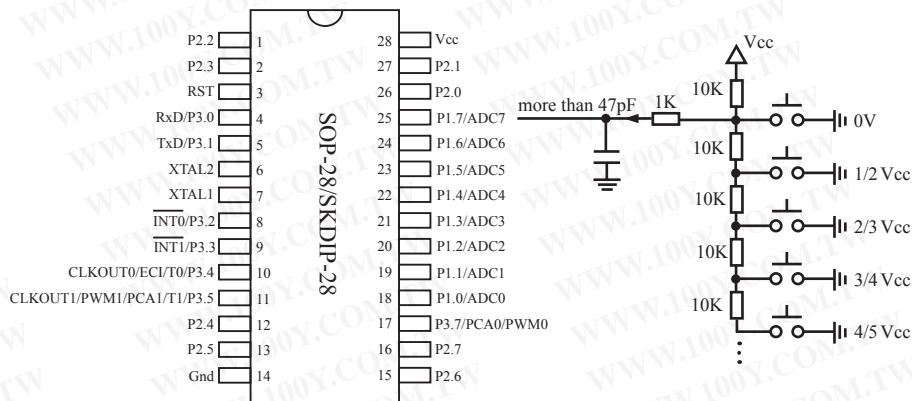 P2.2 1
P2.3 2
RST 3
RxD/P3.0 4
TxD/P3.1 5
XTAL2 6
XTAL1 7
INT0/P3.2 8
INT1/P3.3 9
CLKOUT0/ECI/T0/P3.4 10
CLKOUT1/PWM1/PCA1/T1/P3.5 11
P2.4 12
P2.5 13
Gnd 14
SOP-28/SKDIP-28
28 Vcc
27 P2.1
26 P2.0
25 P1.7/ADC7
24 P1.6/ADC6
23 P1.5/ADC5
22 P1.4/ADC4
21 P1.3/ADC3
20 P1.2/ADC2
19 P1.1/ADC1
18 P1.0/ADC0
17 P3.7/PCA0/PWM0
16 P2.7
15 P2.6
more than 47pF
1K
Vcc
10K
0V
10K
1/2 Vcc
10K
2/3 Vcc
10K
3/4 Vcc
10K
4/5 Vcc
WWW.100Y.COM.TW